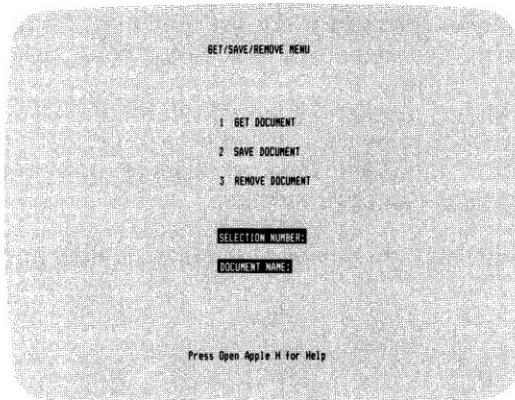 GET/SAVE/REMOVE MENU
1 GET DOCUMENT
2 SAVE DOCUMENT
3 REMOVE DOCUMENT
SELECTION NUMBER:
DOCUMENT NAME:
Press Open Apple H for Help